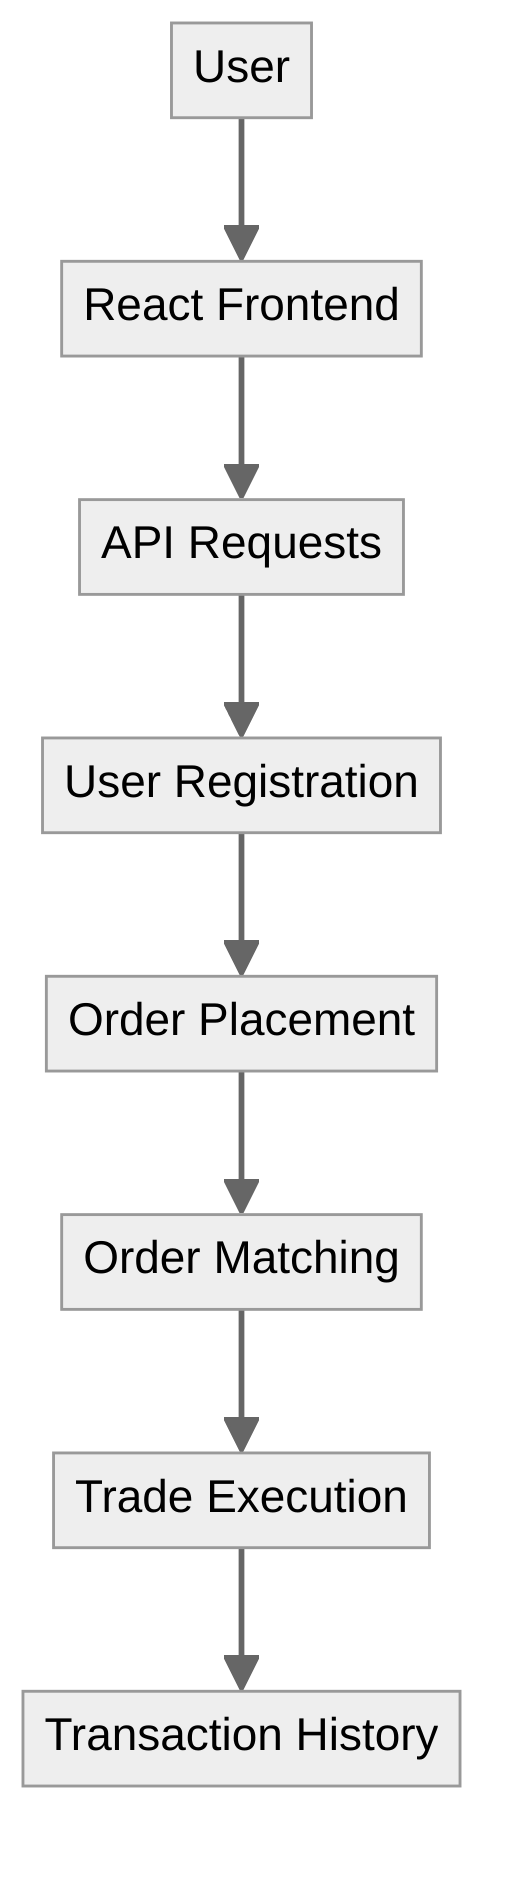 User
React Frontend
API Requests
User Registration
Order Placement
Order Matching
Trade Execution
Transaction History